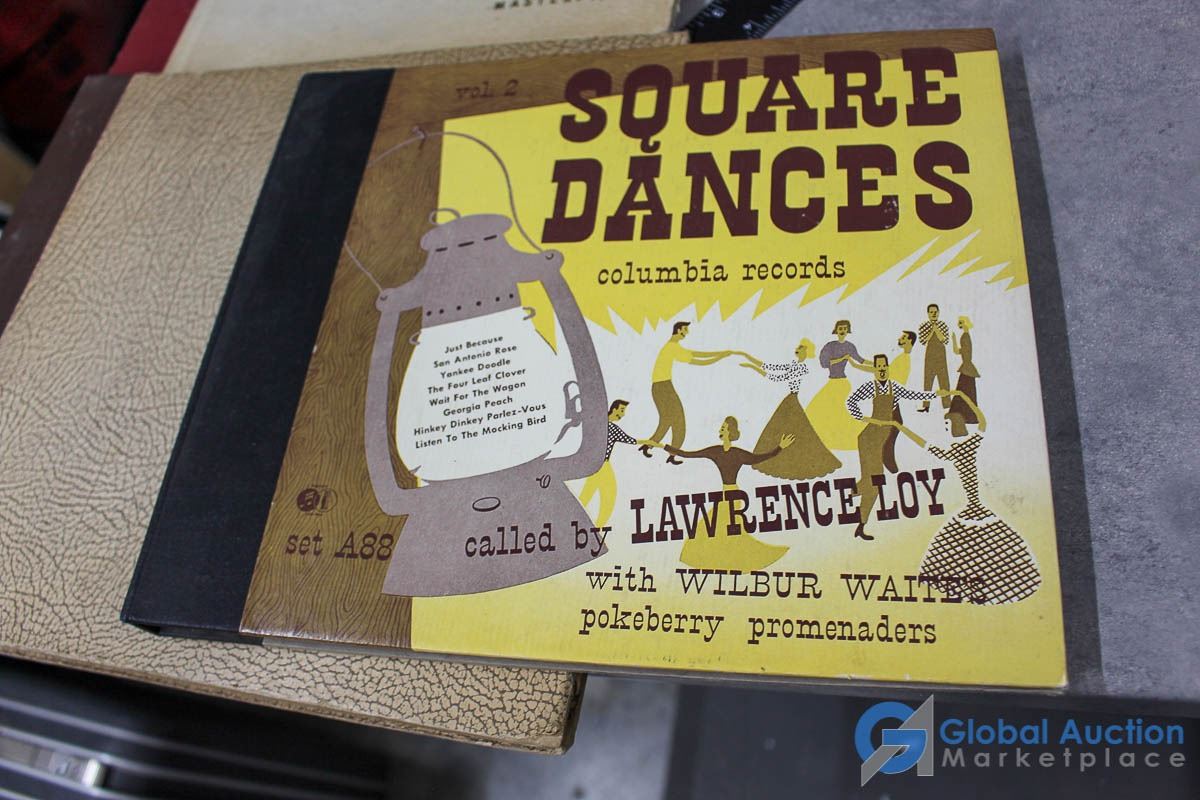 vol. 2
SQUARE
DANCES
columbia records
Just Because
San Antonio Rose
Yankee Doodle
The Four Leaf Clover
Wait For The Wagon
Georgia Peach
Hinkey Dinkey Parlez-Vous
Listen To The Mocking Bird
set A88
called by LAWRENCE LOY
with WILBUR WAITE'S
pokeberry promenaders
Global Auction
Marketplace